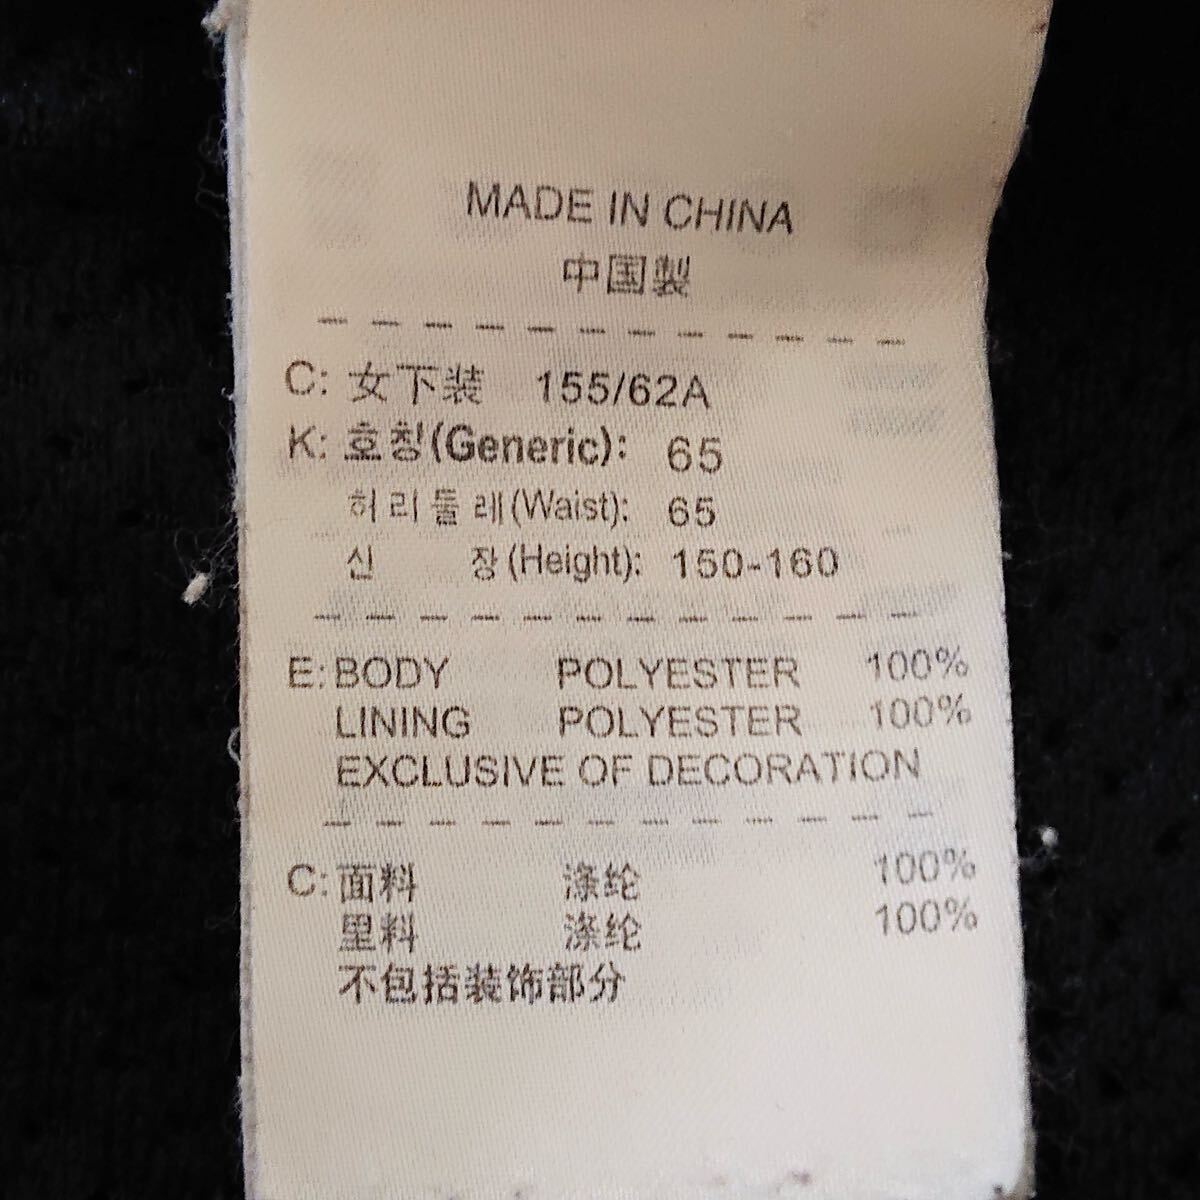 MADE IN CHINA
中国製
C: 女下装 155/62A
K: 호칭(Generic): 65
허리둘레(Waist): 65
신 장(Height): 150-160
E: BODY POLYESTER 100%
LINING POLYESTER 100%
EXCLUSIVE OF DECORATION
C: 面料 涤纶 100%
里料 涤纶 100%
不包括装饰部分